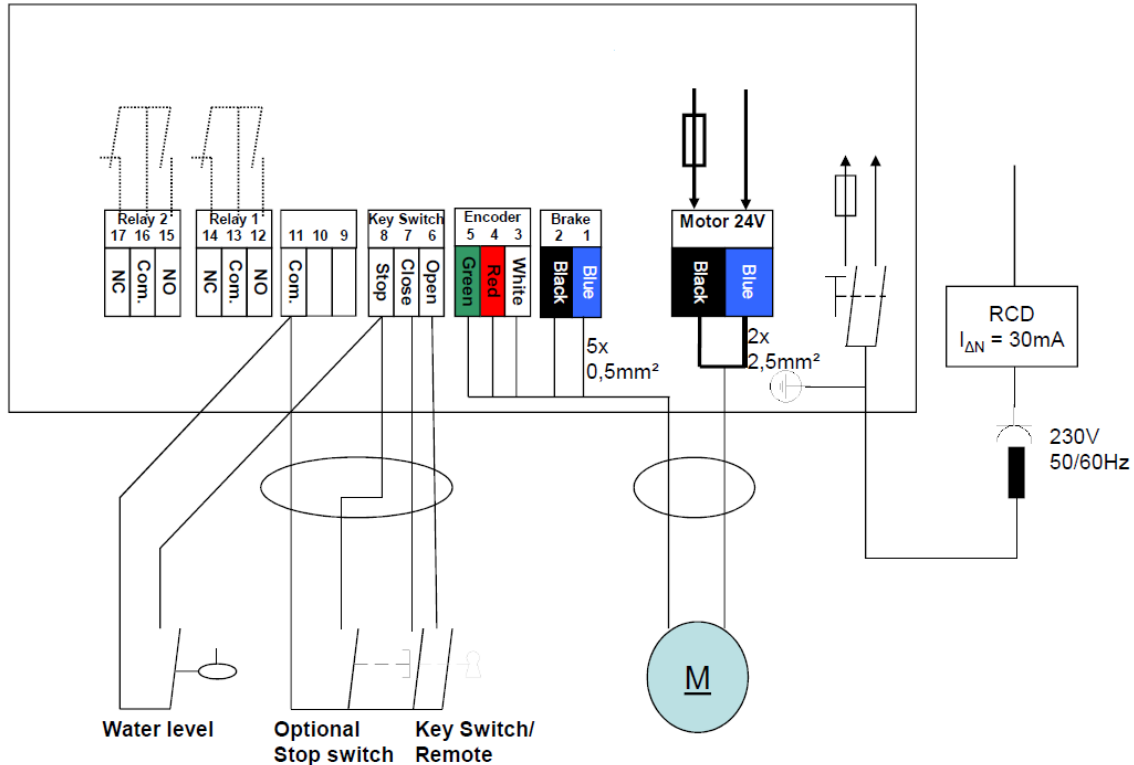 Relay 2
17 16 15
NC
Com.
NO
Relay 1
14 13 12
NC
Com.
NO
11 10 9
Com.
Key Switch
8 7 6
Stop
Close
Open
Encoder
5 4 3
Green
Red
White
Brake
2 1
Black
Blue
Motor 24V
Black
Blue
5x
0,5mm²
2x
2,5mm²
RCD
IΔN = 30mA
230V
50/60Hz
M
Water level
Optional
Stop switch
Key Switch/
Remote